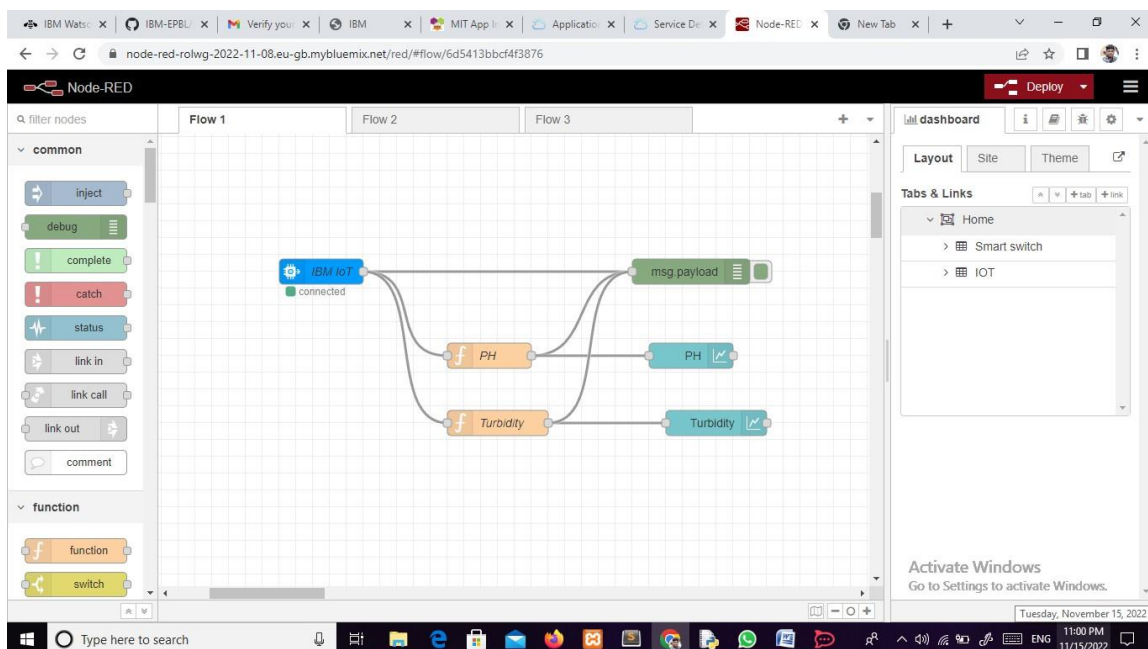 IBM Watso
IBM-EPBL/
Verify your
IBM
MIT App I
Application
Service De
Node-RED
New Tab
node-red-rolwg-2022-11-08.eu-gb.mybluemix.net/red/#flow/6d5413bbcf4f3876
Node-RED
Deploy
filter nodes
Flow 1
Flow 2
Flow 3
dashboard
common
Layout
Site
Theme
inject
Tabs & Links
tab
link
debug
Home
complete
Smart switch
IBM IoT
msg.payload
catch
IOT
connected
status
link in
PH
PH
link call
link out
Turbidity
Turbidity
comment
function
function
switch
Activate Windows
Go to Settings to activate Windows.
Tuesday, November 15, 2022
Type here to search
ENG
11:00 PM
11/15/2022